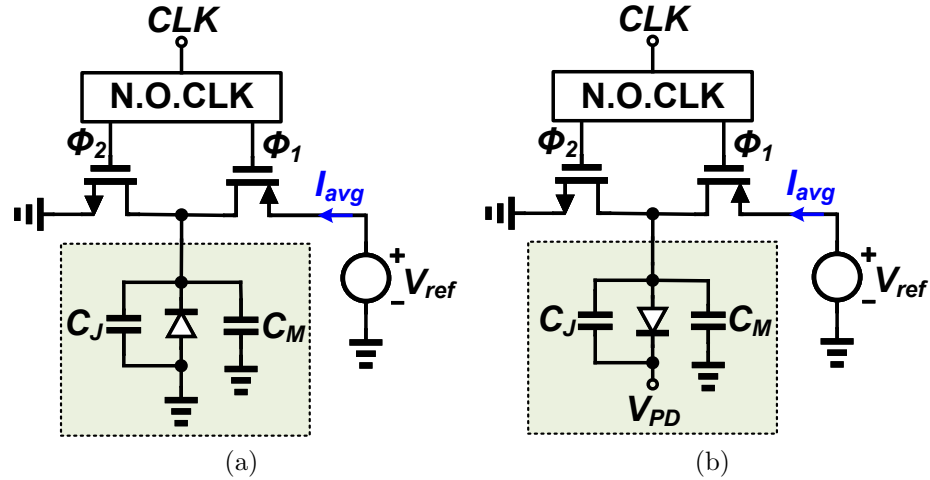 CLK
N.O.CLK
Φ2
Φ1
Iavg
Vref
+
−
CJ
CM
(a)
CLK
N.O.CLK
Φ2
Φ1
Iavg
Vref
+
−
CJ
CM
VPD
(b)